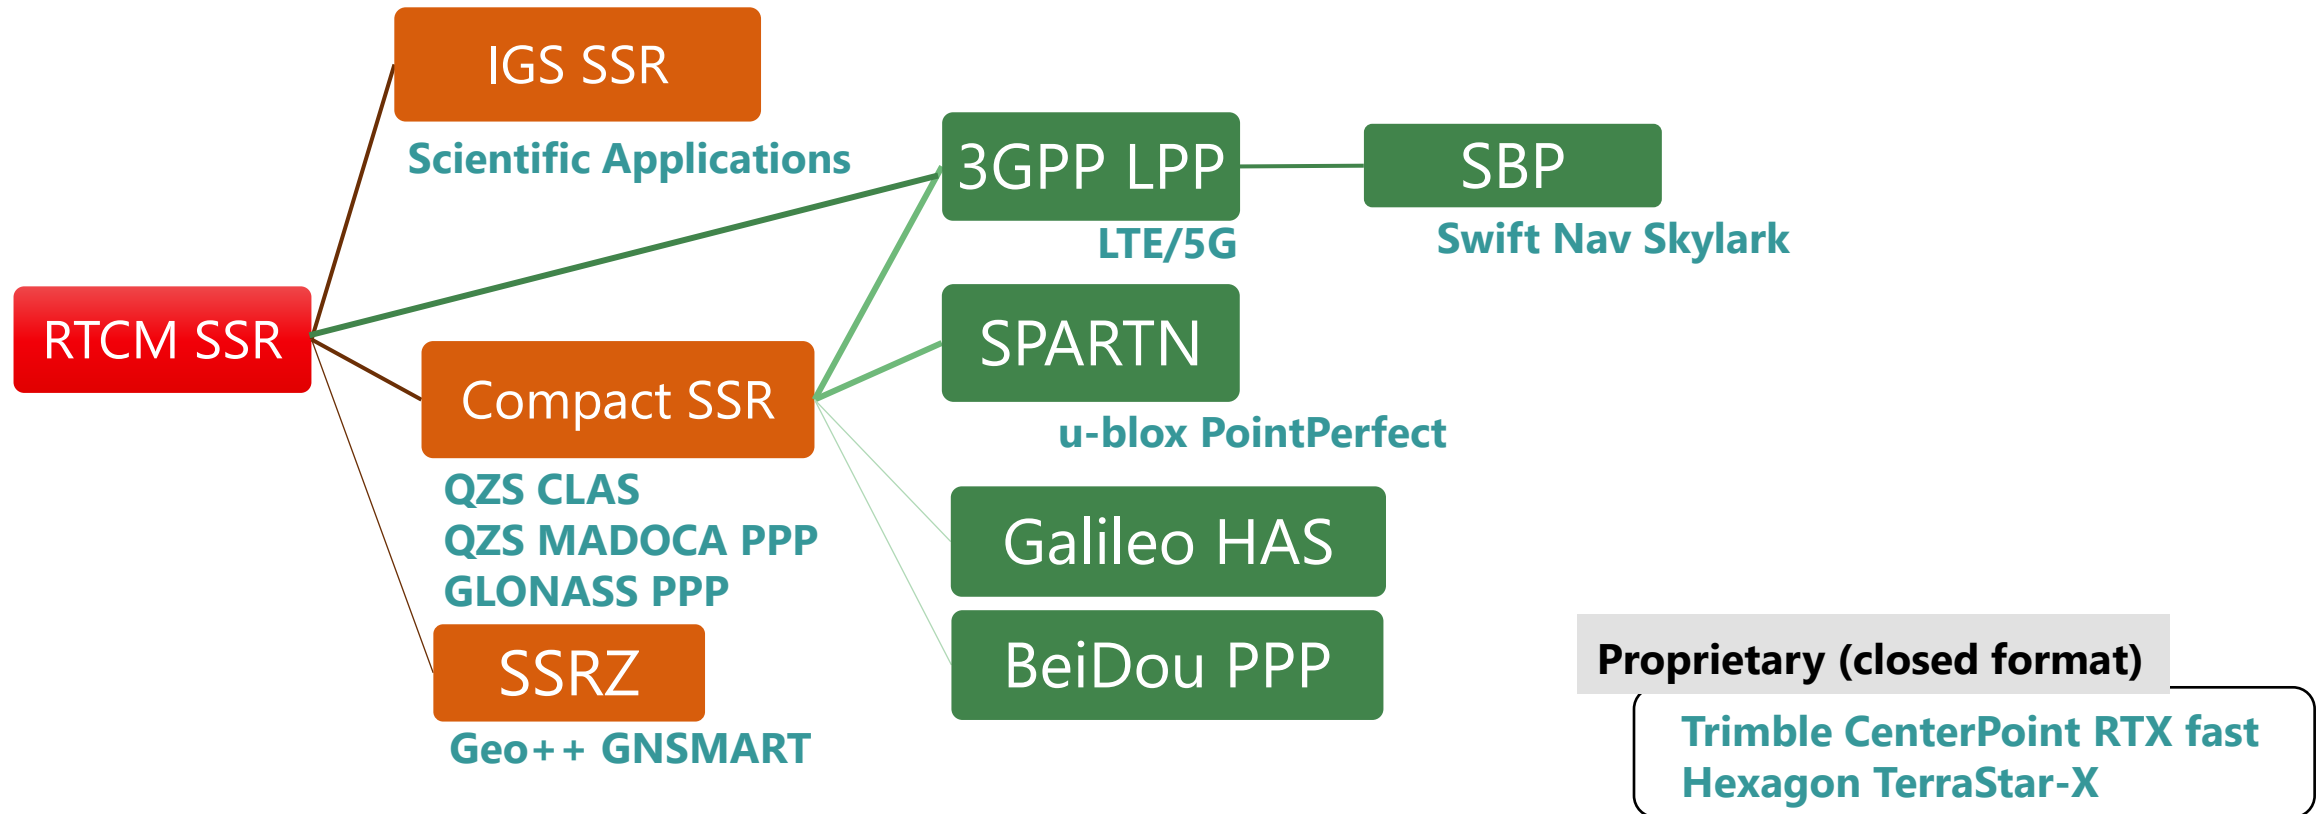 IGS SSR
Scientific Applications
3GPP LPP
LTE/5G
SBP
Swift Nav Skylark
RTCM SSR
Compact SSR
QZS CLAS
QZS MADOCA PPP
GLONASS PPP
SPARTN
u-blox PointPerfect
Galileo HAS
BeiDou PPP
SSRZ
Geo++ GNSMART
Proprietary (closed format)
Trimble CenterPoint RTX fast
Hexagon TerraStar-X